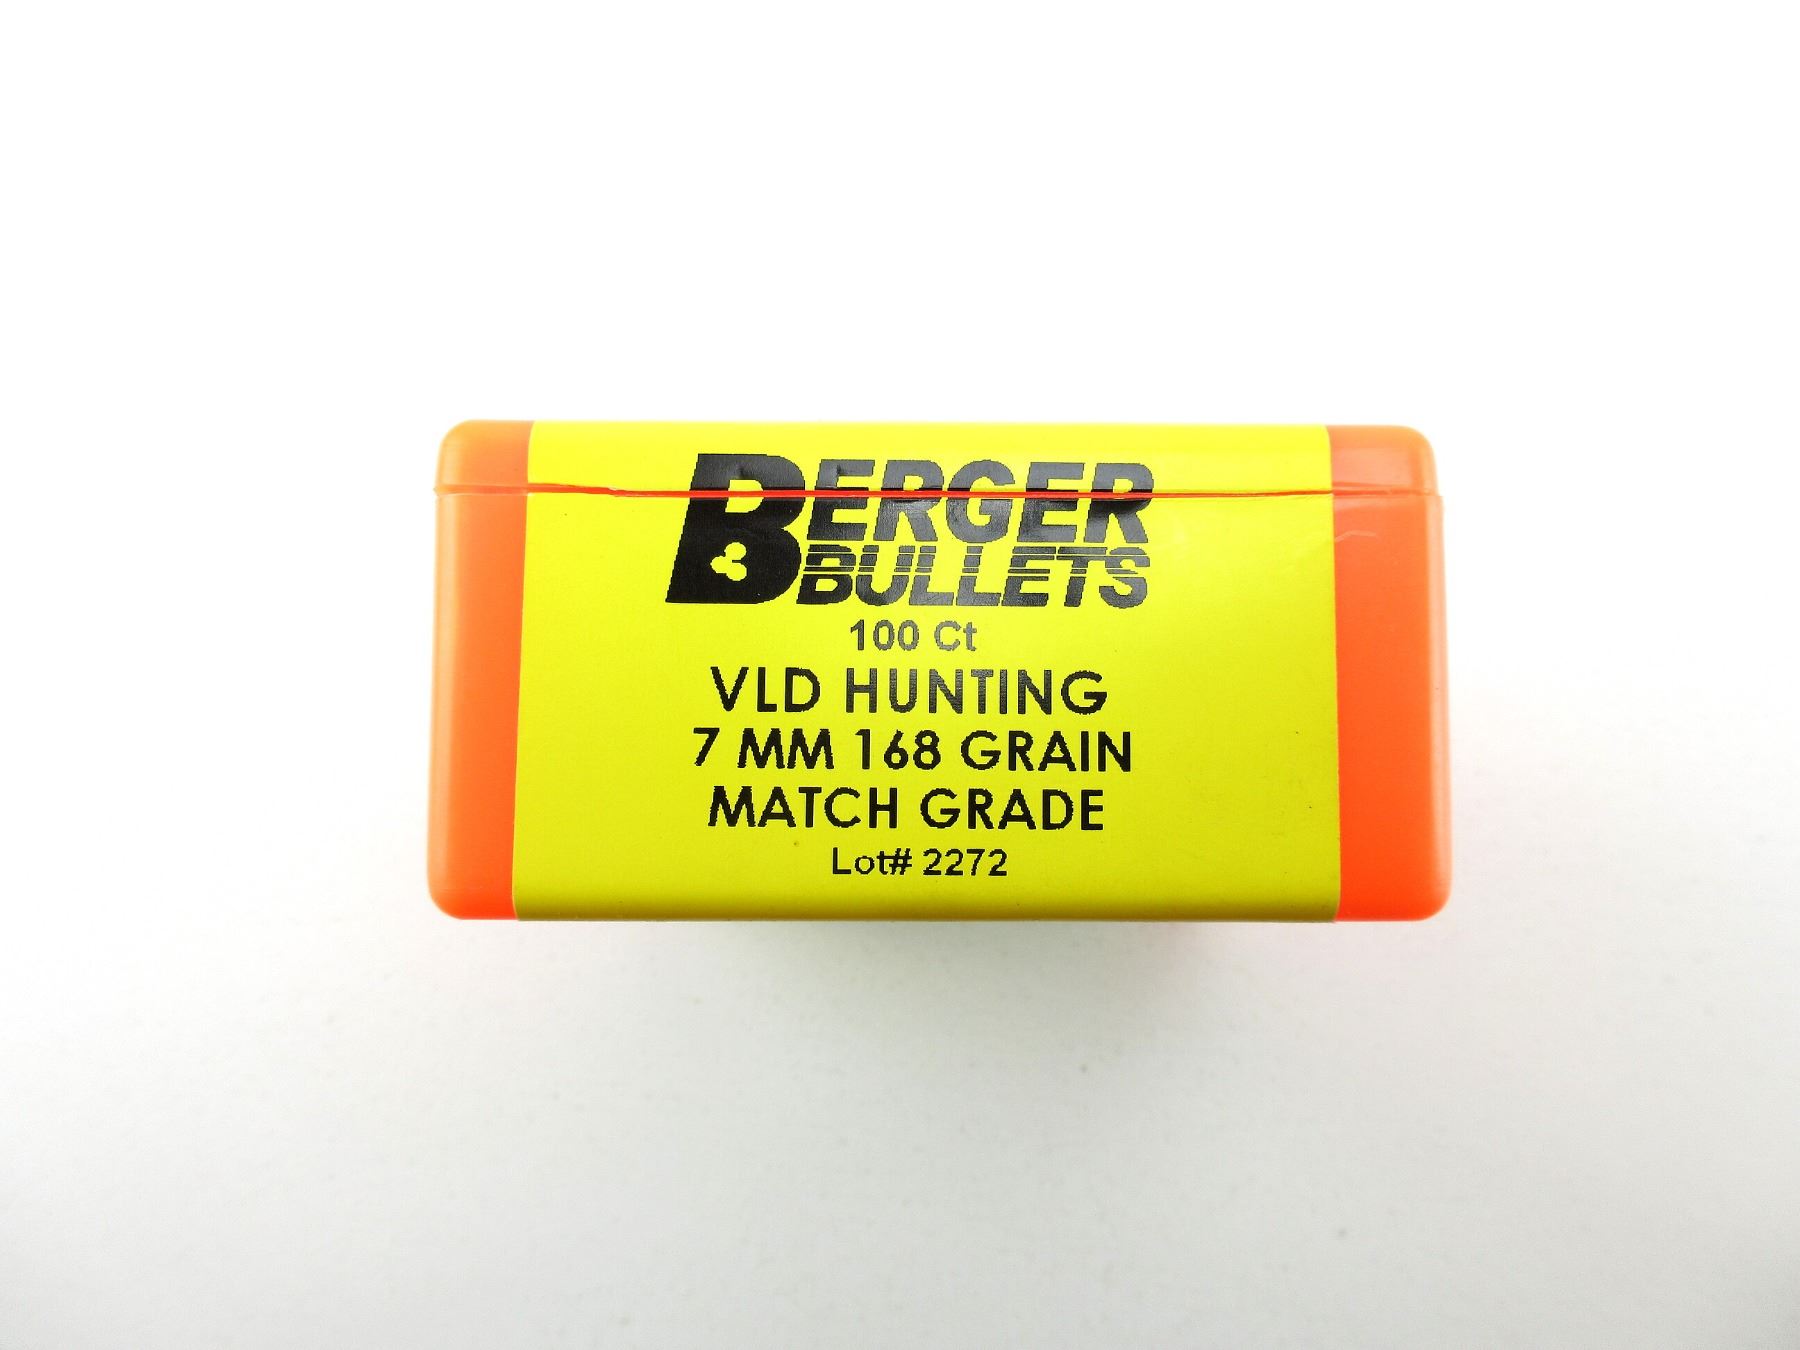 BERGER
BULLETS
100 Ct
VLD HUNTING
7 MM 168 GRAIN
MATCH GRADE
Lot# 2272